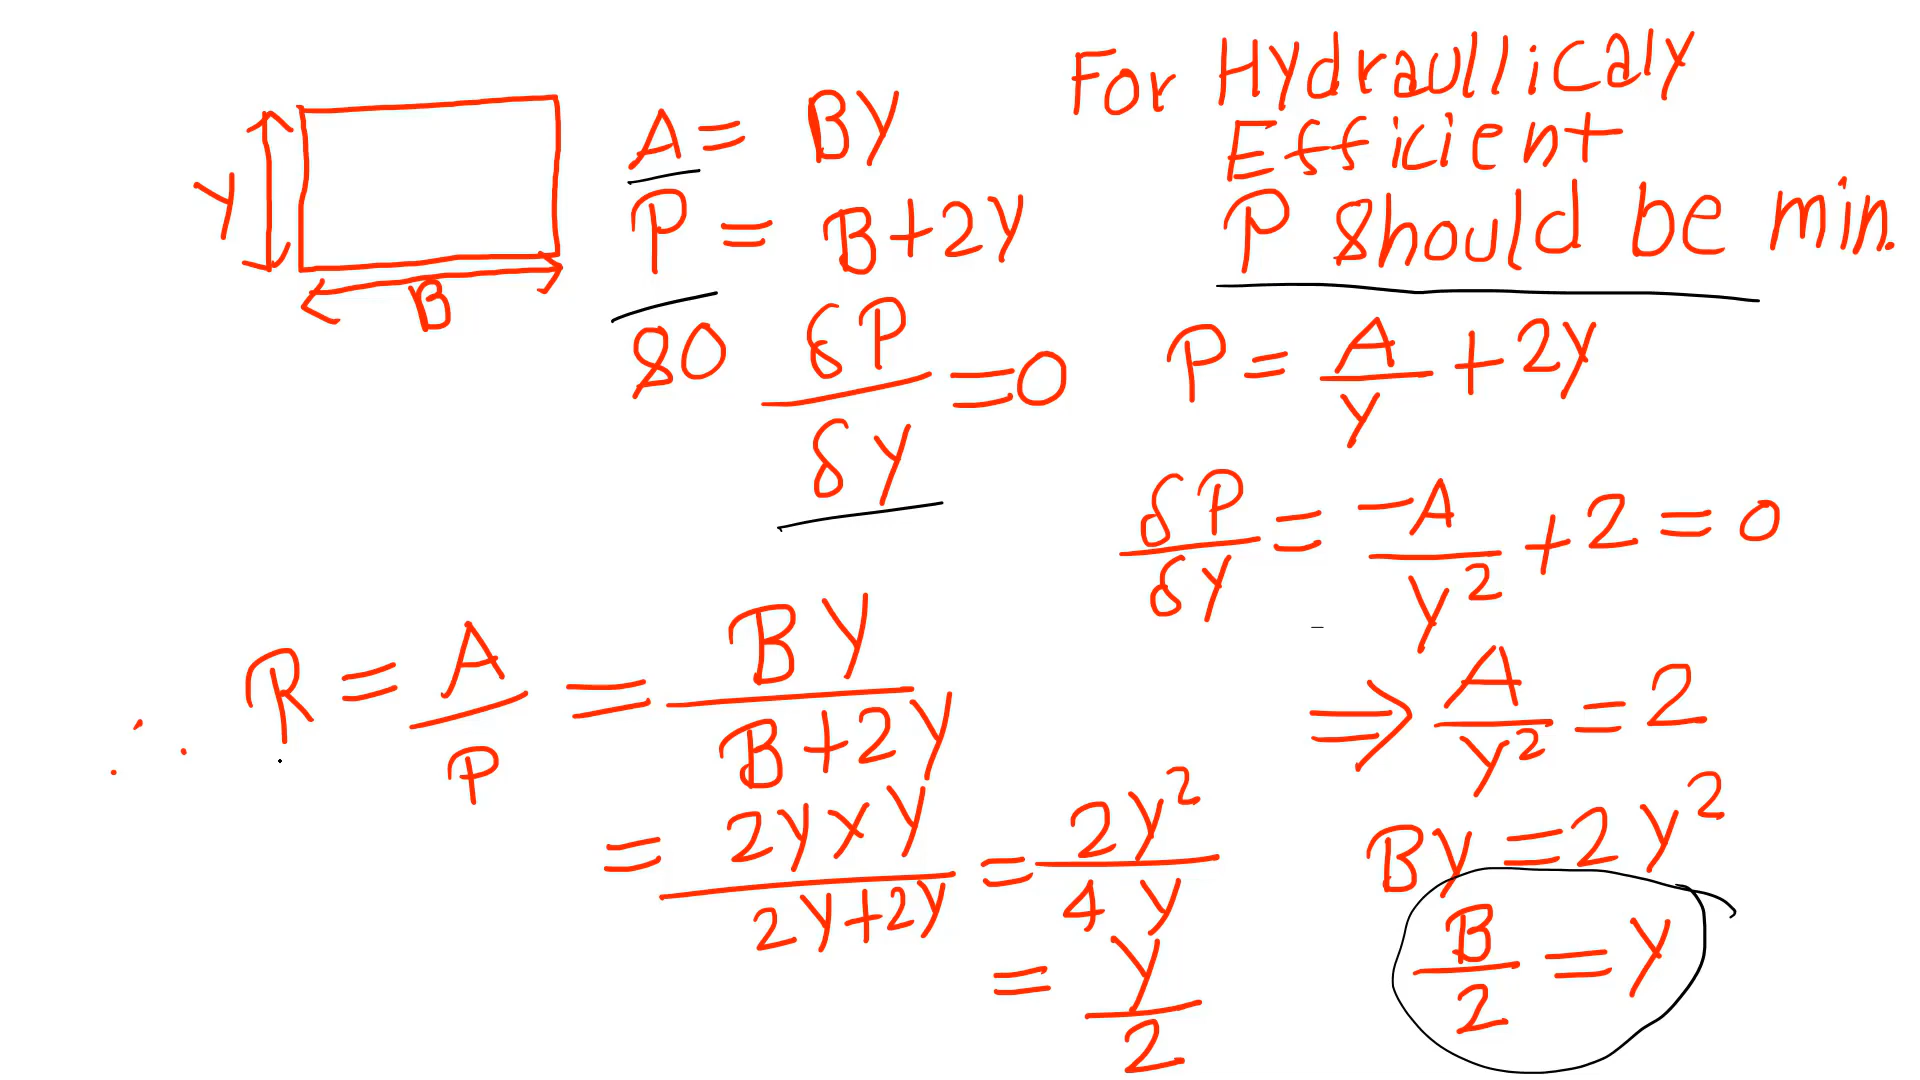 For Hydraullicaly
Efficient
P should be min.
Y
B
A = BY
P = B+2Y
so δP/δY = 0
P = A/Y + 2Y
δP/δY = -A/Y² + 2 = 0
⇒ A/Y² = 2
BY = 2Y²
B/2 = Y
∴ R = A/P = BY/B+2Y
= 2Y×Y/2Y+2Y = 2Y²/4Y
= Y/2